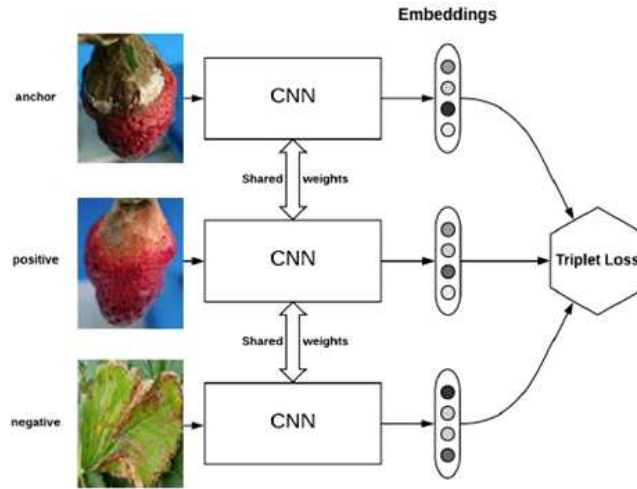 Embeddings
anchor
CNN
Shared weights
positive
CNN
Triplet Loss
Shared weights
negative
CNN